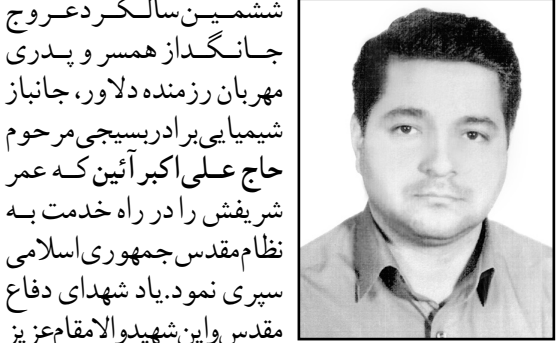 ششمین سالگرد عروج
جانگداز همسر و پدری
مهربان رزمنده دلاور، جانباز
شیمیایی برادر بسیجی مرحوم
حاج علی اکبر آئین که عمر
شریفش را در راه خدمت به
نظام مقدس جمهوری اسلامی
سپری نمود. یاد شهدای دفاع
مقدس و این شهید والامقام عزیز